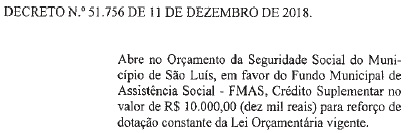 DECRETO N.º 51.756 DE 11 DE DEZEMBRO DE 2018.
Abre no Orçamento da Seguridade Social do Muni-
cípio de São Luís, em favor do Fundo Municipal de
Assistência Social - FMAS, Crédito Suplementar no
valor de R$ 10.000,00 (dez mil reais) para reforço de
dotação constante da Lei Orçamentária vigente.